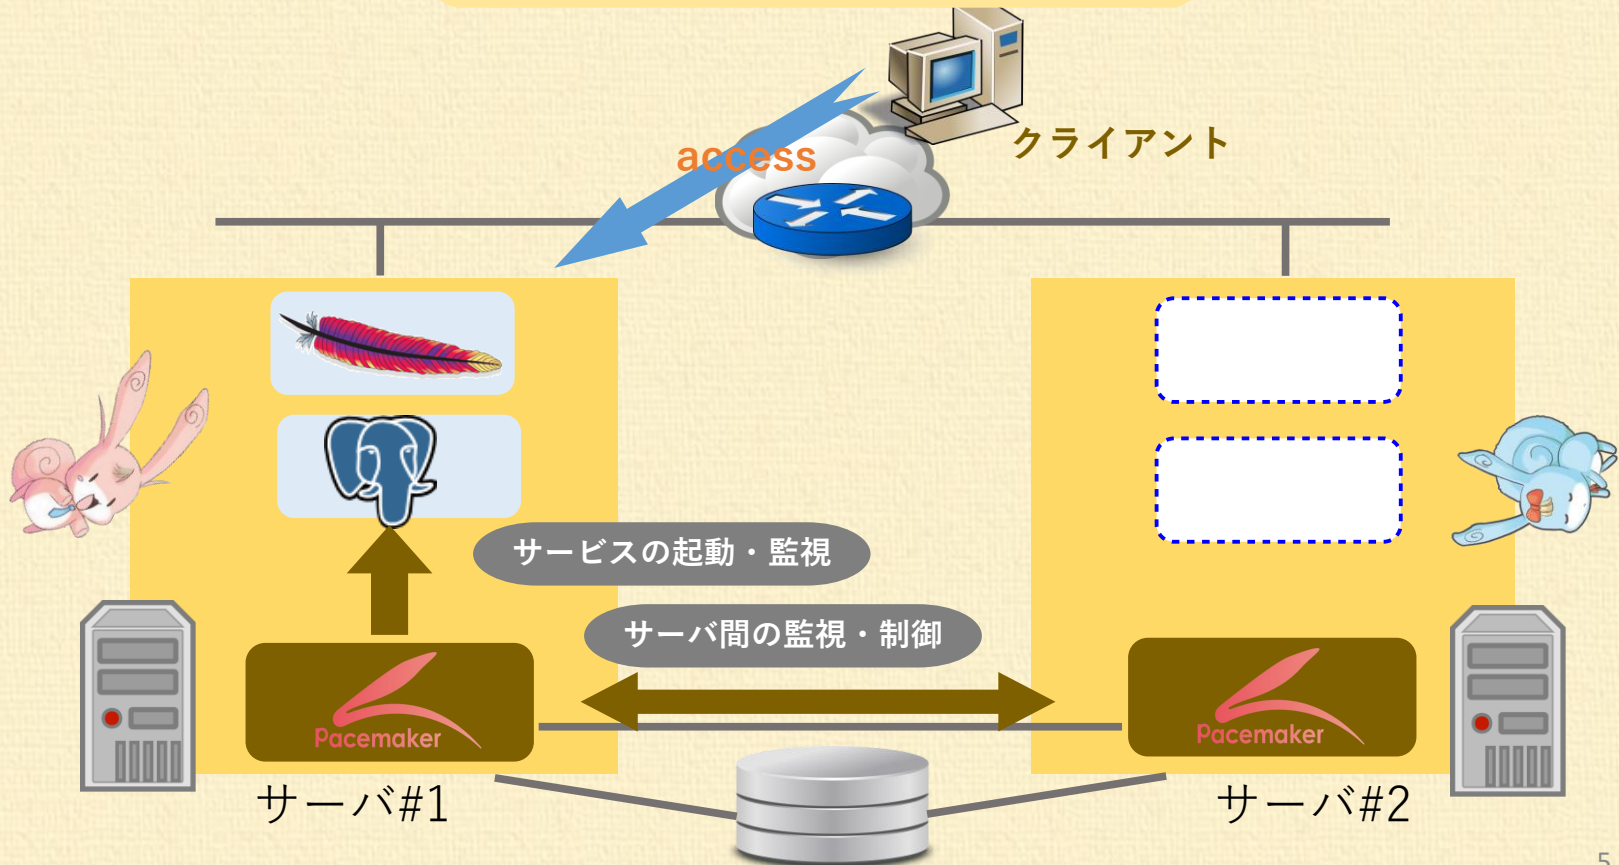 クライアント
access
サービスの起動・監視
サーバ間の監視・制御
Pacemaker
Pacemaker
サーバ#1
サーバ#2
5